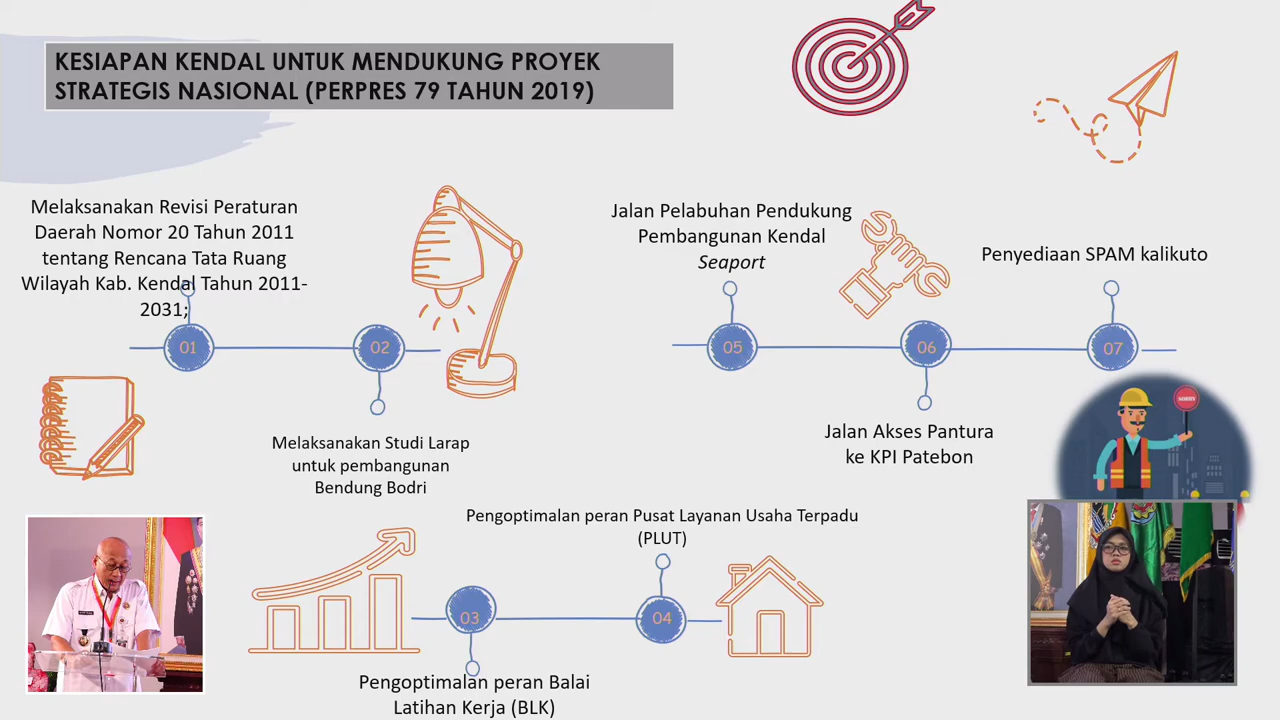 KESIAPAN KENDAL UNTUK MENDUKUNG PROYEK
STRATEGIS NASIONAL (PERPRES 79 TAHUN 2019)
Melaksanakan Revisi Peraturan
Daerah Nomor 20 Tahun 2011
tentang Rencana Tata Ruang
Wilayah Kab. Kendal Tahun 2011-
2031;
01
02
Melaksanakan Studi Larap
untuk pembangunan
Bendung Bodri
03
Pengoptimalan peran Balai
Latihan Kerja (BLK)
Pengoptimalan peran Pusat Layanan Usaha Terpadu
(PLUT)
04
Jalan Pelabuhan Pendukung
Pembangunan Kendal
Seaport
05
06
Jalan Akses Pantura
ke KPI Patebon
Penyediaan SPAM kalikuto
07
SORRY